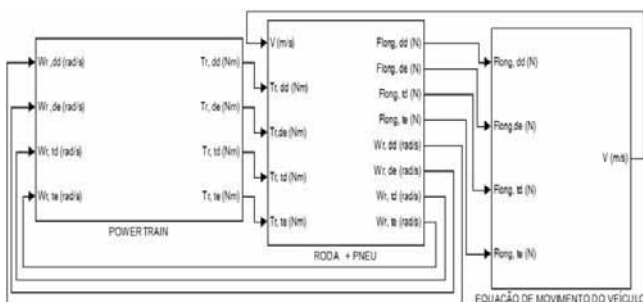 Wr ,dd (rad/s)
Wr ,de (rad/s)
Wr, td (rad/s)
Wr, te (rad/s)
Tr, dd (Nm)
Tr, de (Nm)
Tr, td (Nm)
Tr, te (Nm)
POWER TRAIN
V (m/s)
Tr, dd (Nm)
Tr,de (Nm)
Tr, td (Nm)
Tr, te (Nm)
Flong, dd (N)
Flong, de (N)
Flong, td (N)
Flong, te (N)
Wr, dd (rad/s)
Wr, de (rad/s)
Wr, td (rad/s)
Wr, te (rad/s)
RODA + PNEU
Flong, dd (N)
Flong,de (N)
Flong, td (N)
Flong, te (N)
V (m/s)
EQUAÇÃO DE MOVIMENTO DO VEÍCULO